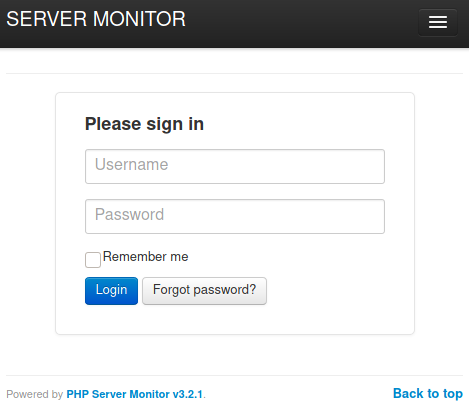 SERVER MONITOR
Please sign in
Username
Password
Remember me
Login Forgot password?
Powered by PHP Server Monitor v3.2.1. Back to top